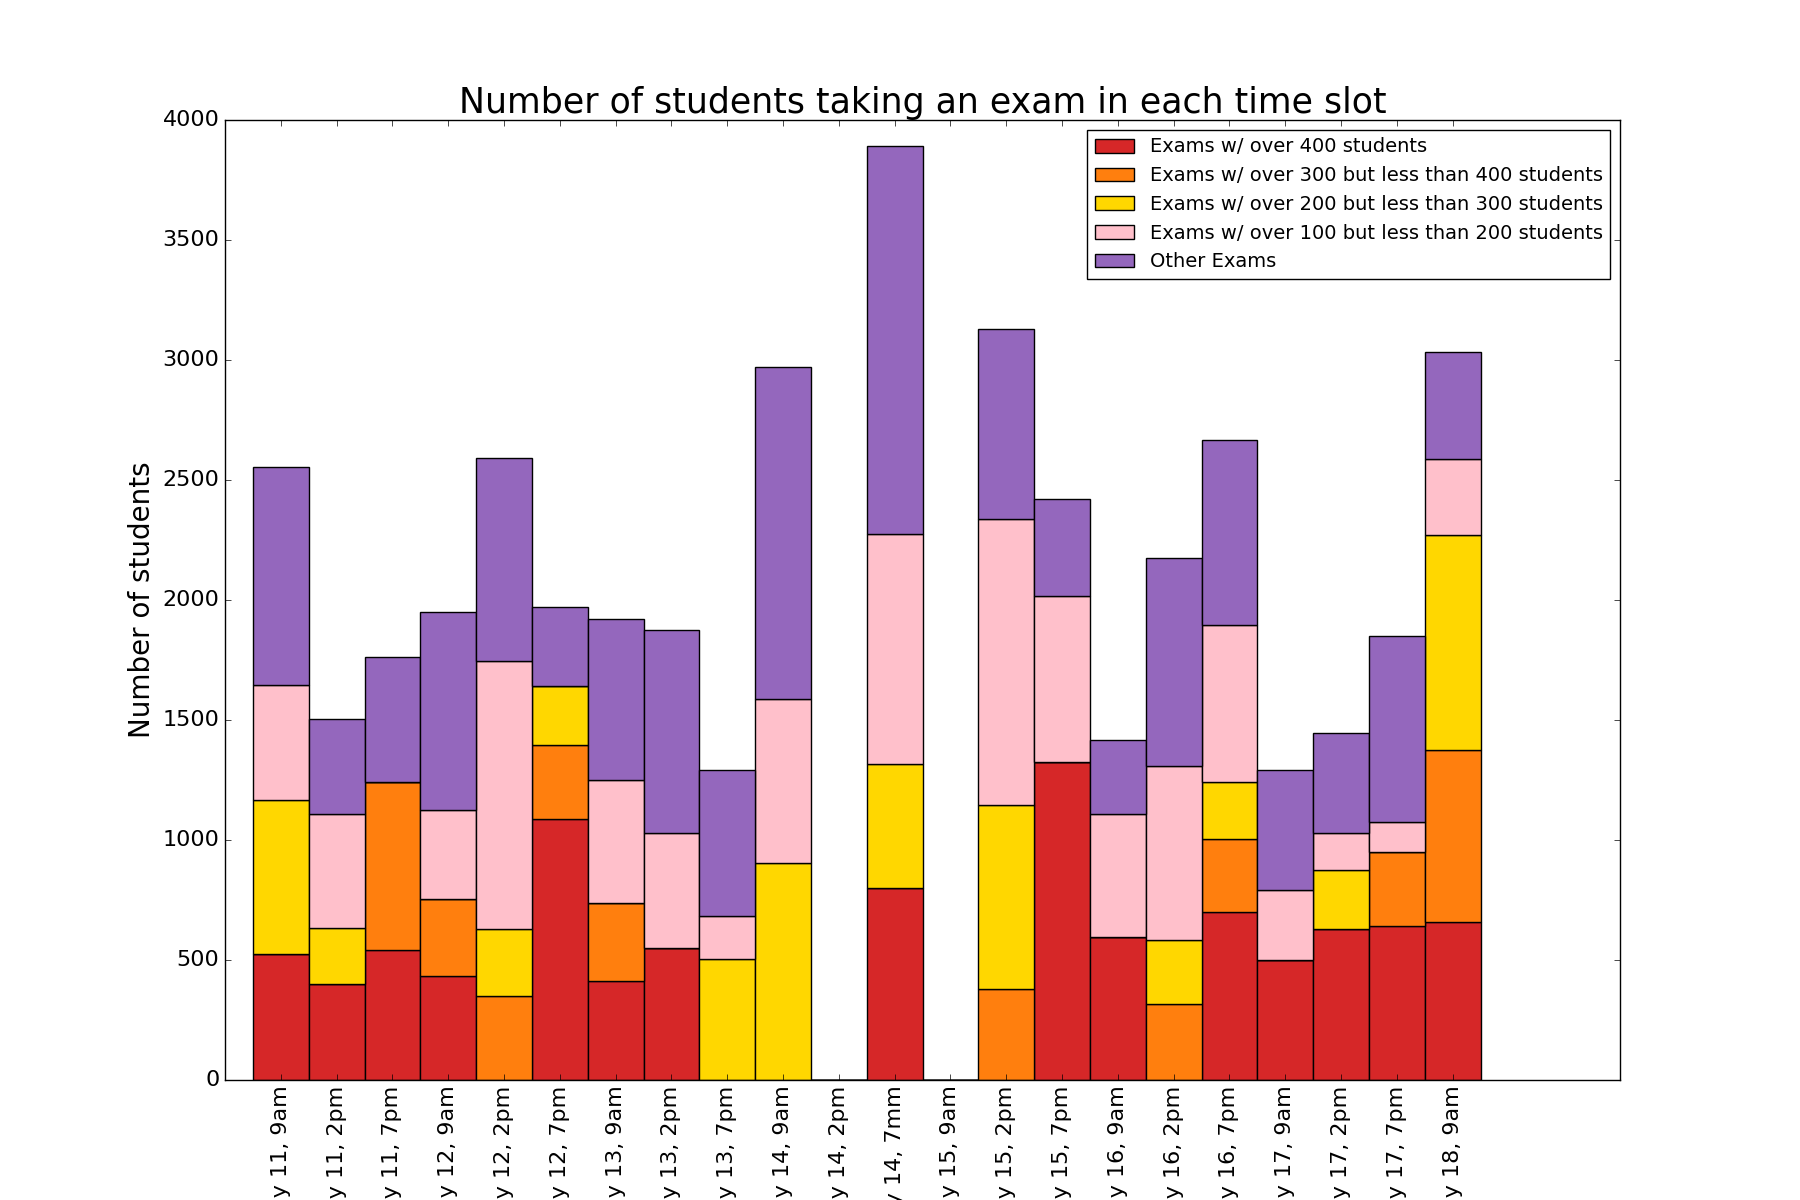 Number of students taking an exam in each time slot
Exams w/ over 400 students
Exams w/ over 300 but less than 400 students
Exams w/ over 200 but less than 300 students
Exams w/ over 100 but less than 200 students
Other Exams
Number of students
4000
3500
3000
2500
2000
1500
1000
500
0
y 11, 9am
y 11, 2pm
y 11, 7pm
y 12, 9am
y 12, 2pm
y 12, 7pm
y 13, 9am
y 13, 2pm
y 13, 7pm
y 14, 9am
y 14, 2pm
y 14, 7mm
y 15, 9am
y 15, 2pm
y 15, 7pm
y 16, 9am
y 16, 2pm
y 16, 7pm
y 17, 9am
y 17, 2pm
y 17, 7pm
y 18, 9am